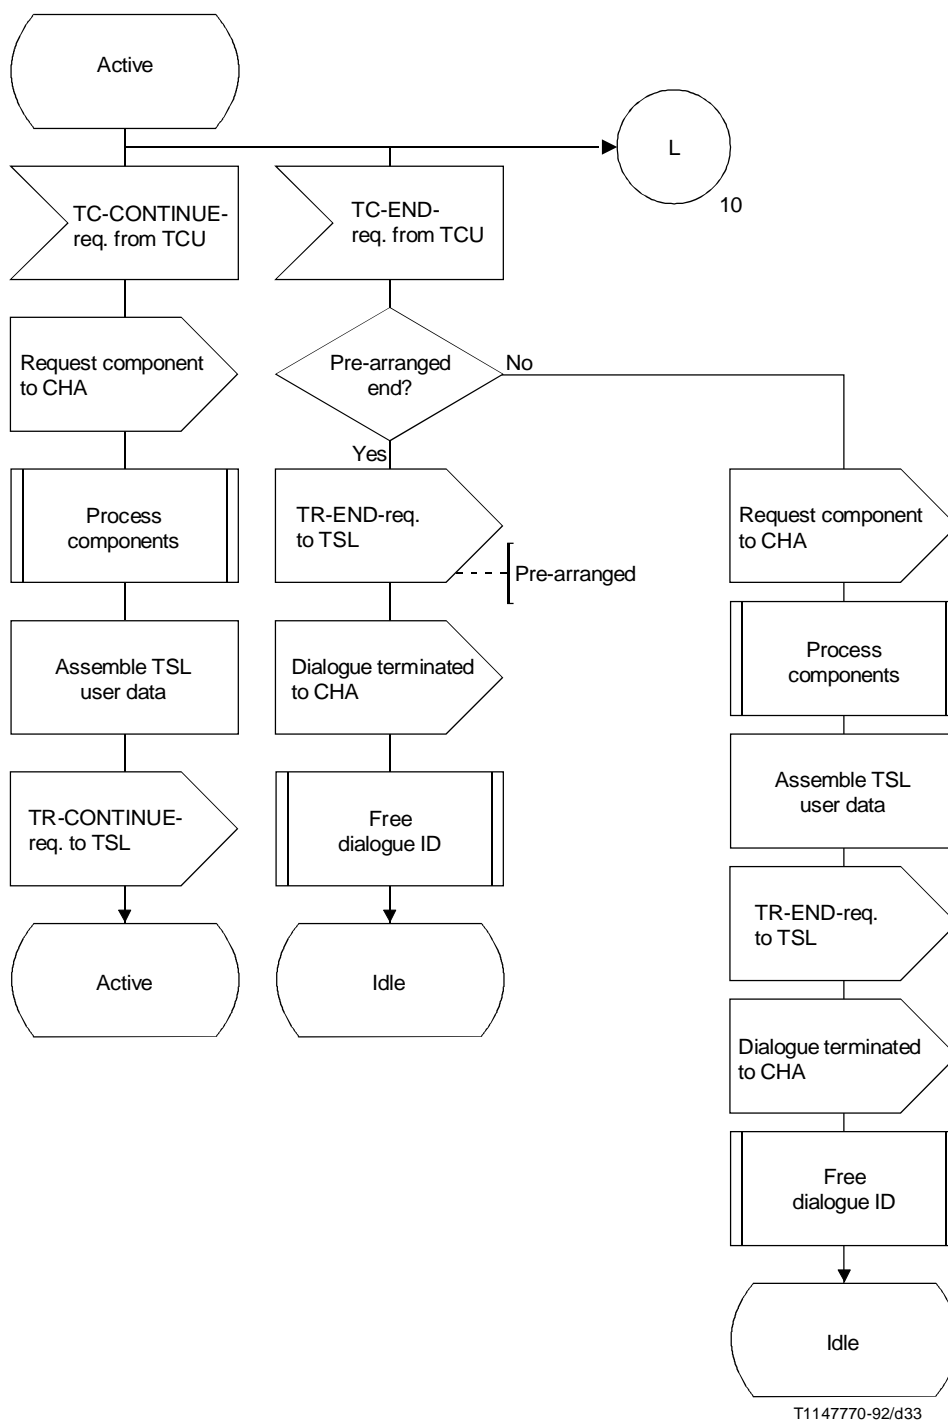 Active
L
10
TC-CONTINUE-
req. from TCU
TC-END-
req. from TCU
Request component
to CHA
Pre-arranged
end?
No
Yes
Process
components
TR-END-req.
to TSL
Pre-arranged
Request component
to CHA
Assemble TSL
user data
Dialogue terminated
to CHA
Process
components
TR-CONTINUE-
req. to TSL
Free
dialogue ID
Assemble TSL
user data
Active
Idle
TR-END-req.
to TSL
Dialogue terminated
to CHA
Free
dialogue ID
Idle
T1147770-92/d33